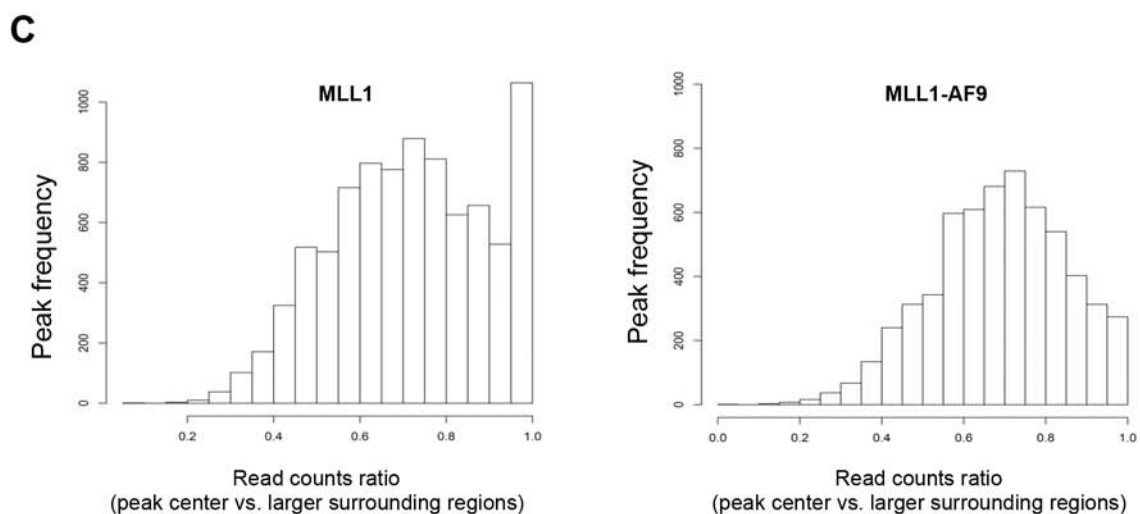 C
MLL1
Peak frequency
0
200
400
600
800
1000
0.2
0.4
0.6
0.8
1.0
Read counts ratio
(peak center vs. larger surrounding regions)
MLL1-AF9
Peak frequency
0
200
400
600
800
1000
0.0
0.2
0.4
0.6
0.8
1.0
Read counts ratio
(peak center vs. larger surrounding regions)